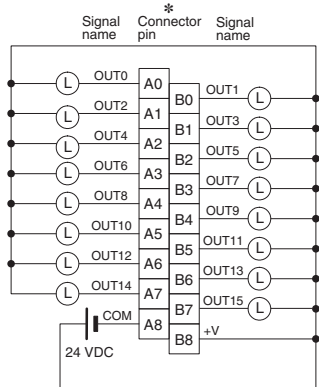 *
Signal name Connector pin Signal name
L OUT0 A0
B0 OUT1 L
L OUT2 A1
B1 OUT3 L
L OUT4 A2
B2 OUT5 L
L OUT6 A3
B3 OUT7 L
L OUT8 A4
B4 OUT9 L
L OUT10 A5
B5 OUT11 L
L OUT12 A6
B6 OUT13 L
L OUT14 A7
B7 OUT15 L
COM A8
B8 +V
24 VDC